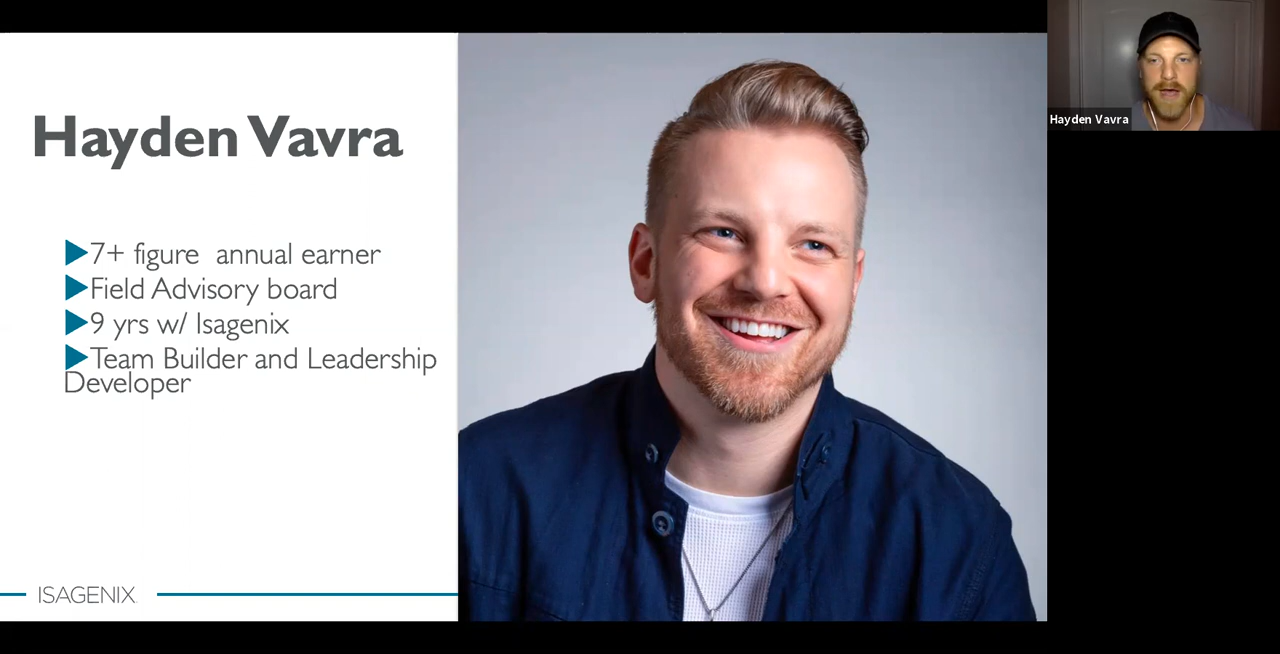 Hayden Vavra
7+ figure annual earner
Field Advisory board
9 yrs w/ Isagenix
Team Builder and Leadership
Developer
ISAGENIX
Hayden Vavra